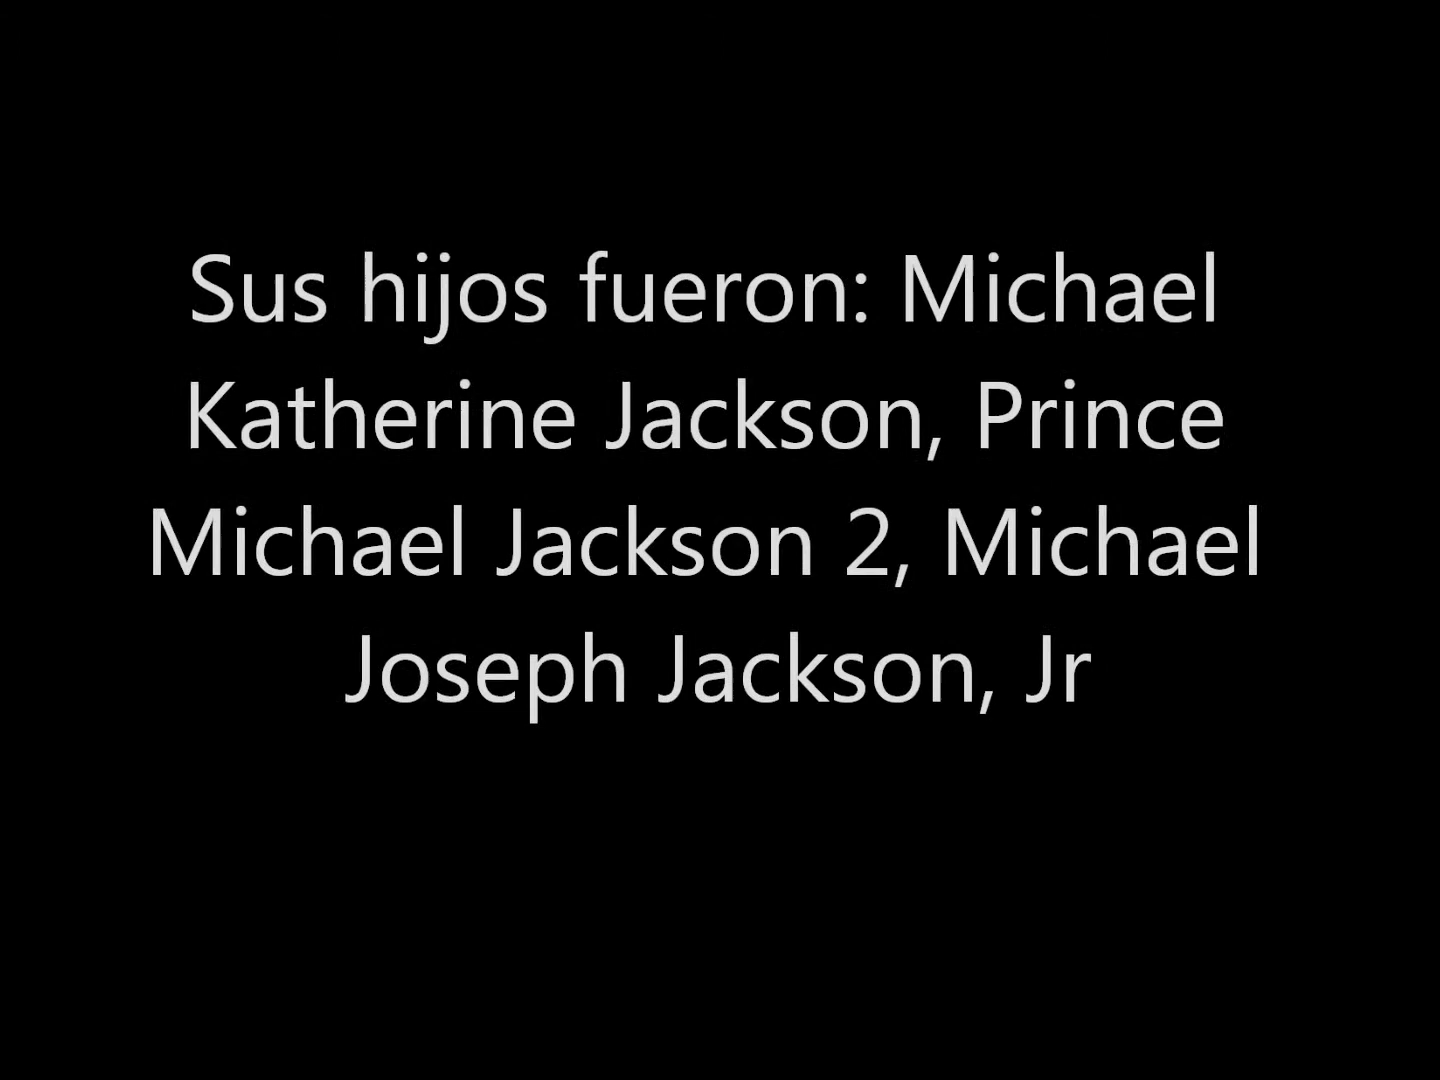 Sus hijos fueron: Michael
Katherine Jackson, Prince
Michael Jackson 2, Michael
Joseph Jackson, Jr